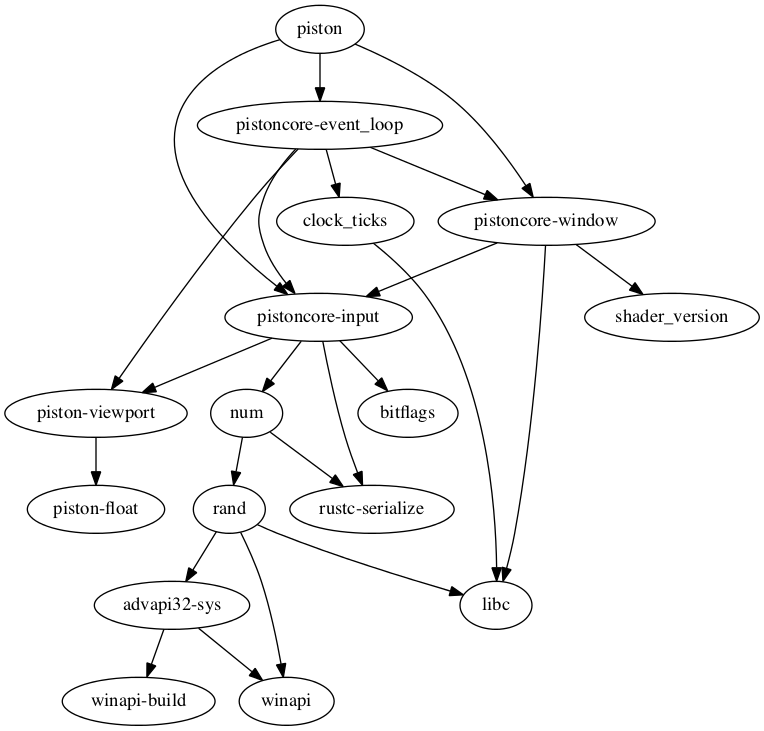 piston
pistoncore-event_loop
clock_ticks
pistoncore-window
pistoncore-input
shader_version
piston-viewport
num
bitflags
piston-float
rand
rustc-serialize
advapi32-sys
libc
winapi-build
winapi